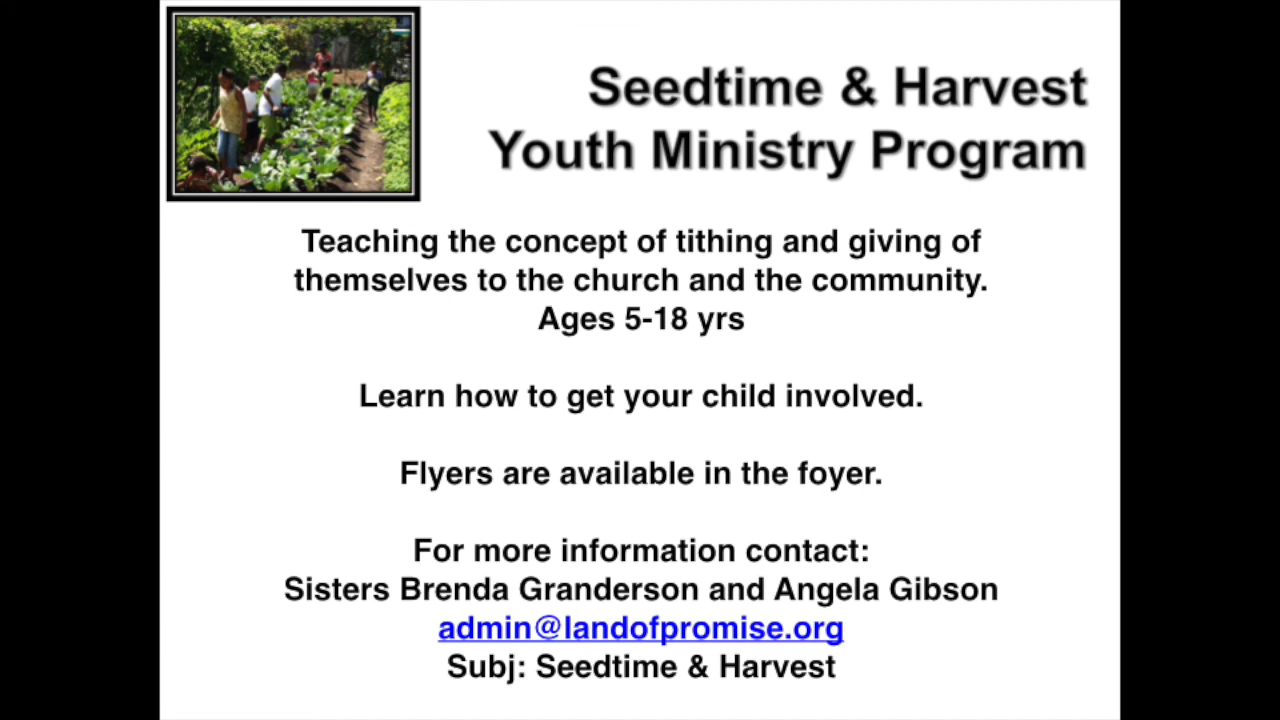 Seedtime & Harvest
Youth Ministry Program
Teaching the concept of tithing and giving of
themselves to the church and the community.
Ages 5-18 yrs
Learn how to get your child involved.
Flyers are available in the foyer.
For more information contact:
Sisters Brenda Granderson and Angela Gibson
admin@landofpromise.org
Subj: Seedtime & Harvest